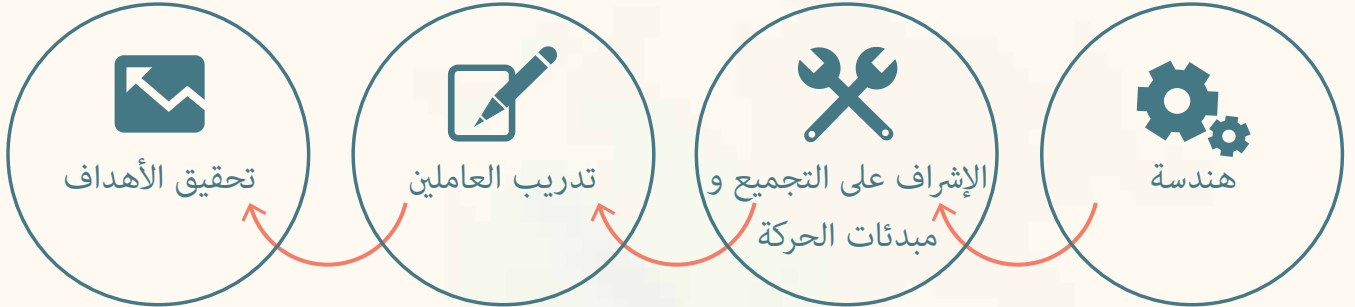 هندسة
الإشراف على التجميع و
مبدئات الحركة
تدريب العاملين
تحقيق الأهداف